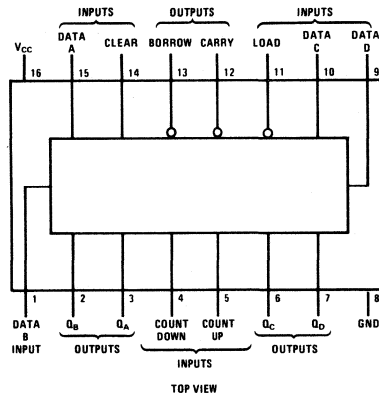 INPUTS OUTPUTS INPUTS
DATA DATA DATA
VCC A CLEAR BORROW CARRY LOAD C D
16 15 14 13 12 11 10 9
1 2 3 4 5 6 7 8
DATA QB QA COUNT COUNT QC QD GND
B DOWN UP
INPUT OUTPUTS INPUTS OUTPUTS
TOP VIEW